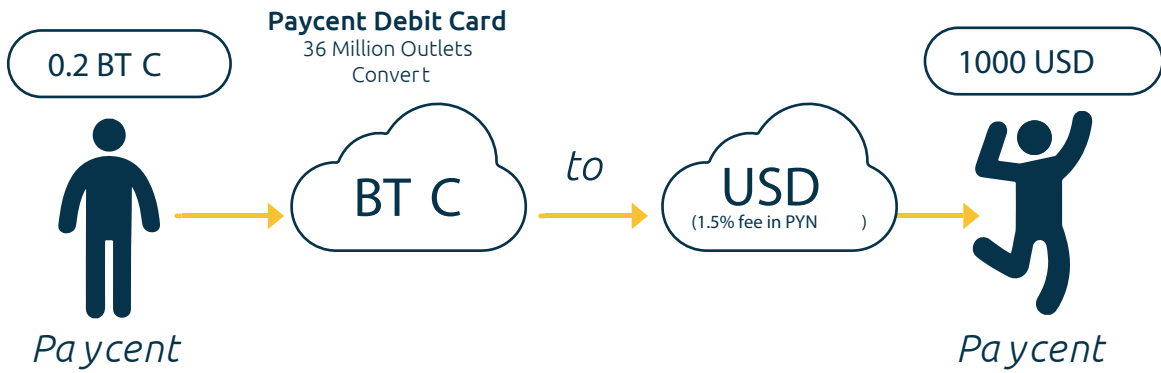 Paycent Debit Card
36 Million Outlets
Convert
0.2 BT C
1000 USD
BT C
to
USD
(1.5% fee in PYN )
Paycent
Paycent